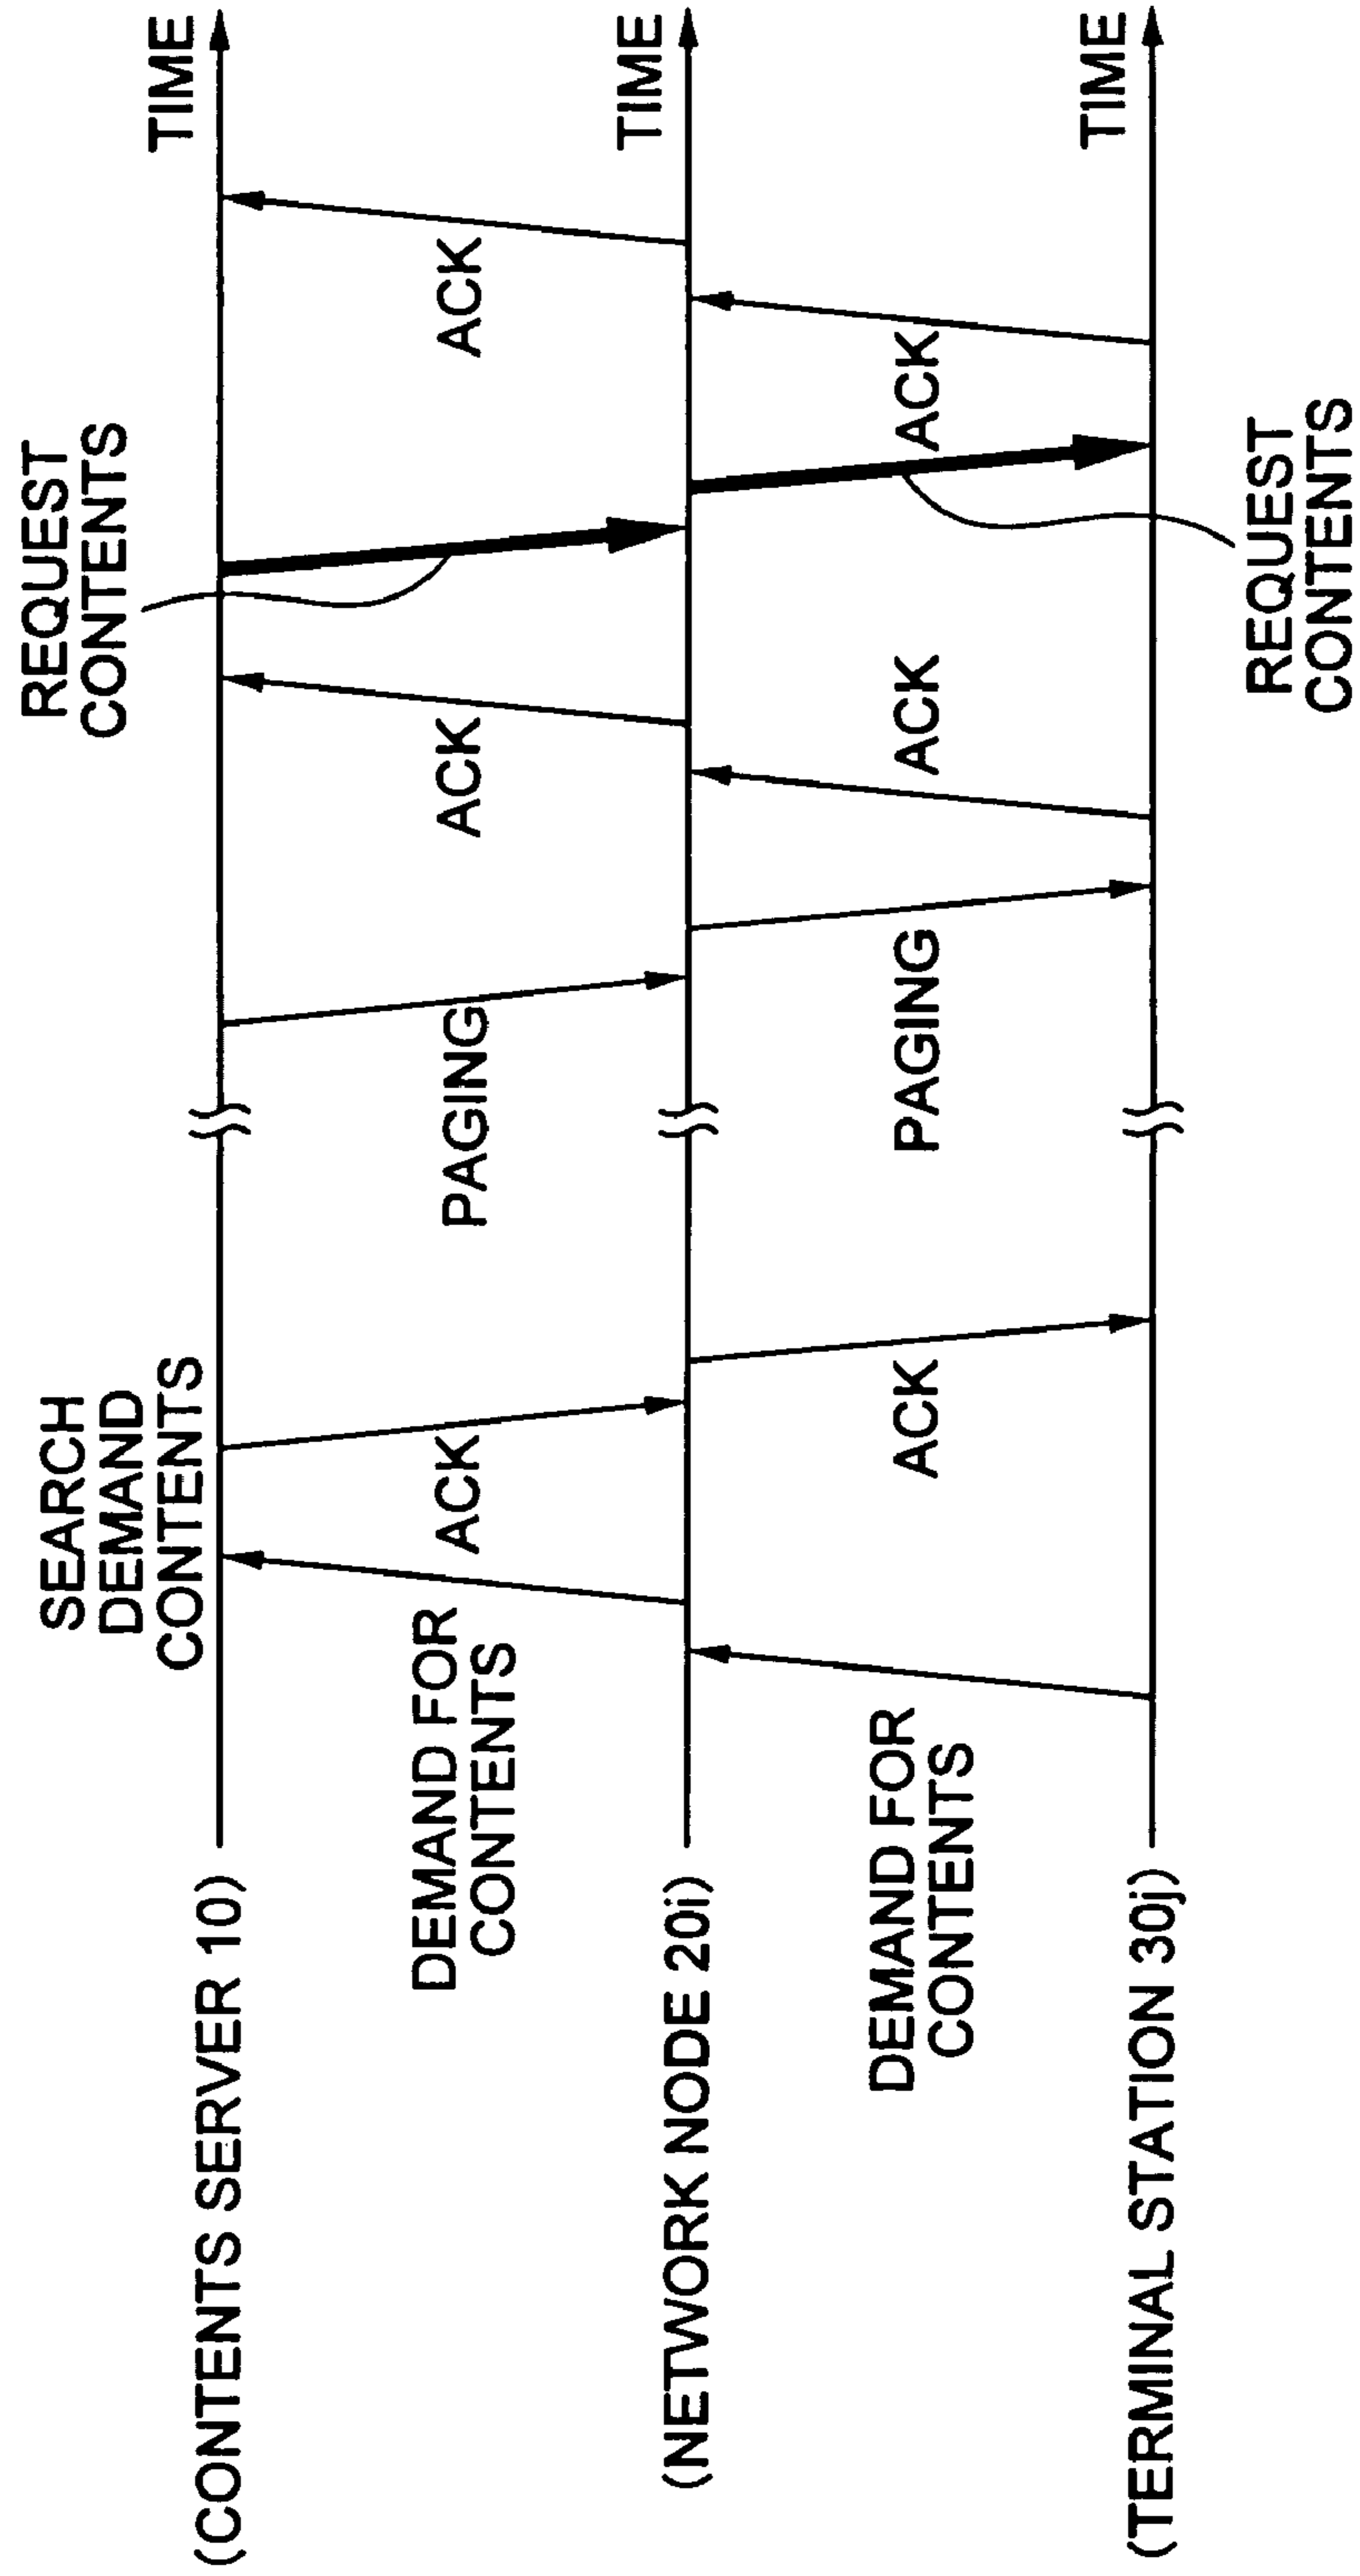 SEARCH
DEMAND
CONTENTS
REQUEST
CONTENTS
(CONTENTS SERVER 10)
TIME
DEMAND FOR
CONTENTS
ACK
PAGING
ACK
ACK
(NETWORK NODE 20i)
TIME
DEMAND FOR
CONTENTS
ACK
PAGING
ACK
ACK
(TERMINAL STATION 30j)
TIME
REQUEST
CONTENTS